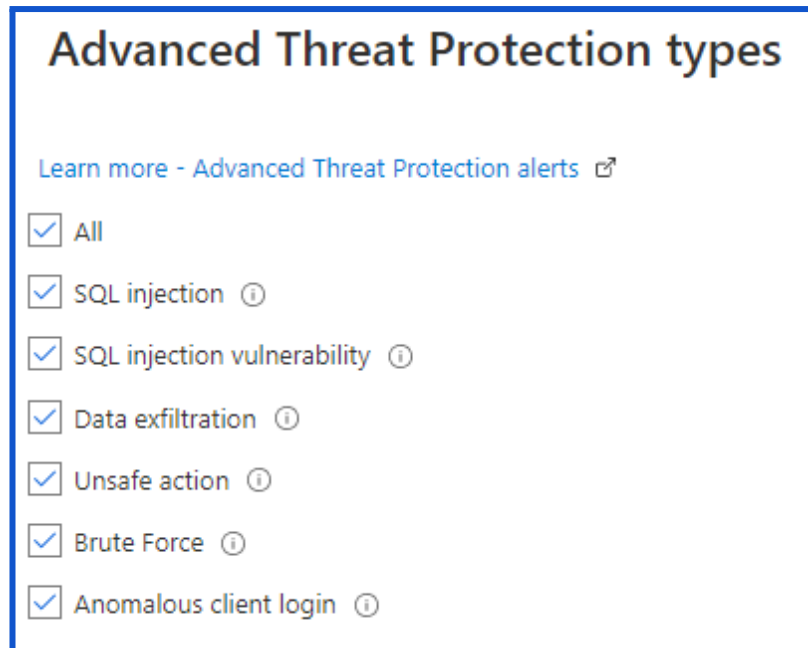 Advanced Threat Protection types
Learn more - Advanced Threat Protection alerts
All
SQL injection
SQL injection vulnerability
Data exfiltration
Unsafe action
Brute Force
Anomalous client login